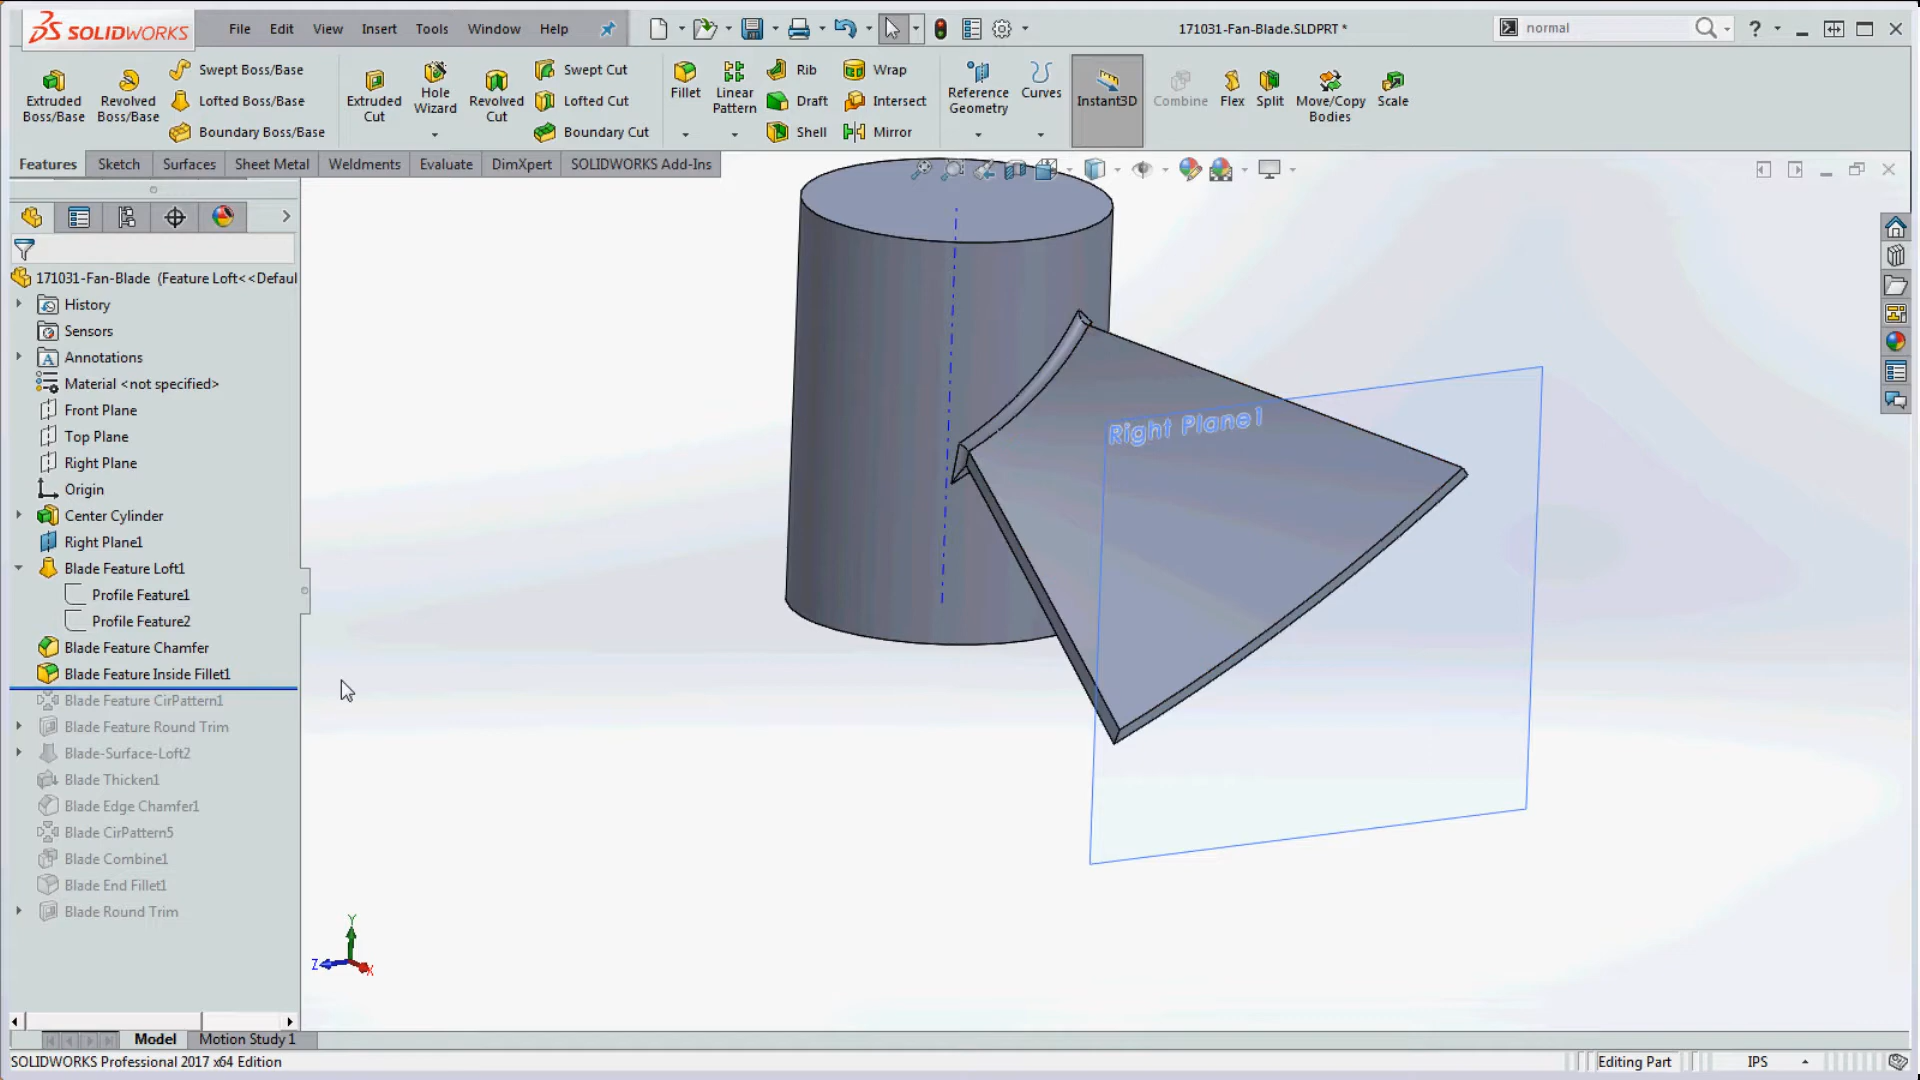 SOLIDWORKS File Edit View Insert Tools Window Help 171031-Fan-Blade.SLDPRT * normal ?
Extruded Boss/Base
Revolved Boss/Base
Swept Boss/Base
Lofted Boss/Base
Boundary Boss/Base
Extruded Cut
Hole Wizard
Revolved Cut
Swept Cut
Lofted Cut
Boundary Cut
Fillet
Linear Pattern
Rib
Draft
Shell
Wrap
Intersect
Mirror
Reference Geometry
Curves
Instant3D
Combine
Flex
Split
Move/Copy Bodies
Scale
Features Sketch Surfaces Sheet Metal Weldments Evaluate DimXpert SOLIDWORKS Add-Ins
171031-Fan-Blade (Feature Loft<<Defaul
History
Sensors
Annotations
Material <not specified>
Front Plane
Top Plane
Right Plane
Origin
Center Cylinder
Right Plane1
Blade Feature Loft1
Profile Feature1
Profile Feature2
Blade Feature Chamfer
Blade Feature Inside Fillet1
Blade Feature CirPattern1
Blade Feature Round Trim
Blade-Surface-Loft2
Blade Thicken1
Blade Edge Chamfer1
Blade CirPattern5
Blade Combine1
Blade End Fillet1
Blade Round Trim
Right Plane1
Y
Z
X
Model Motion Study 1
SOLIDWORKS Professional 2017 x64 Edition Editing Part IPS